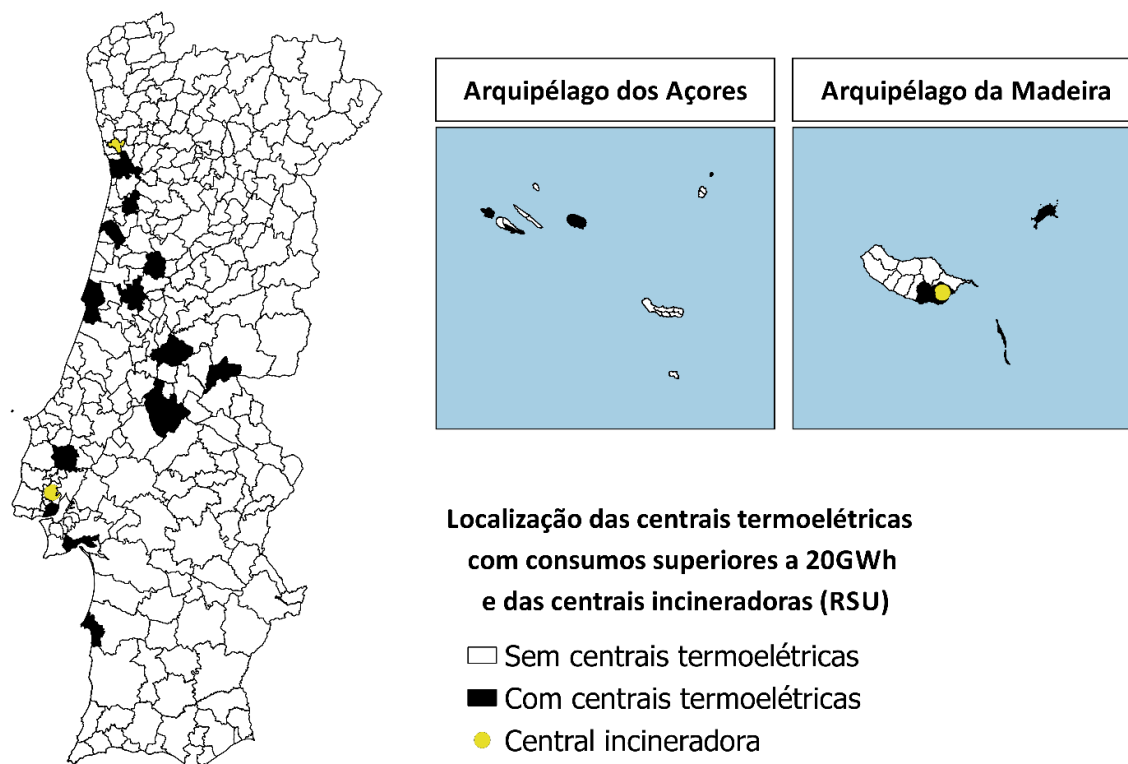 Arquipélago dos Açores
Arquipélago da Madeira
Localização das centrais termoelétricas
com consumos superiores a 20GWh
e das centrais incineradoras (RSU)
Sem centrais termoelétricas
Com centrais termoelétricas
Central incineradora